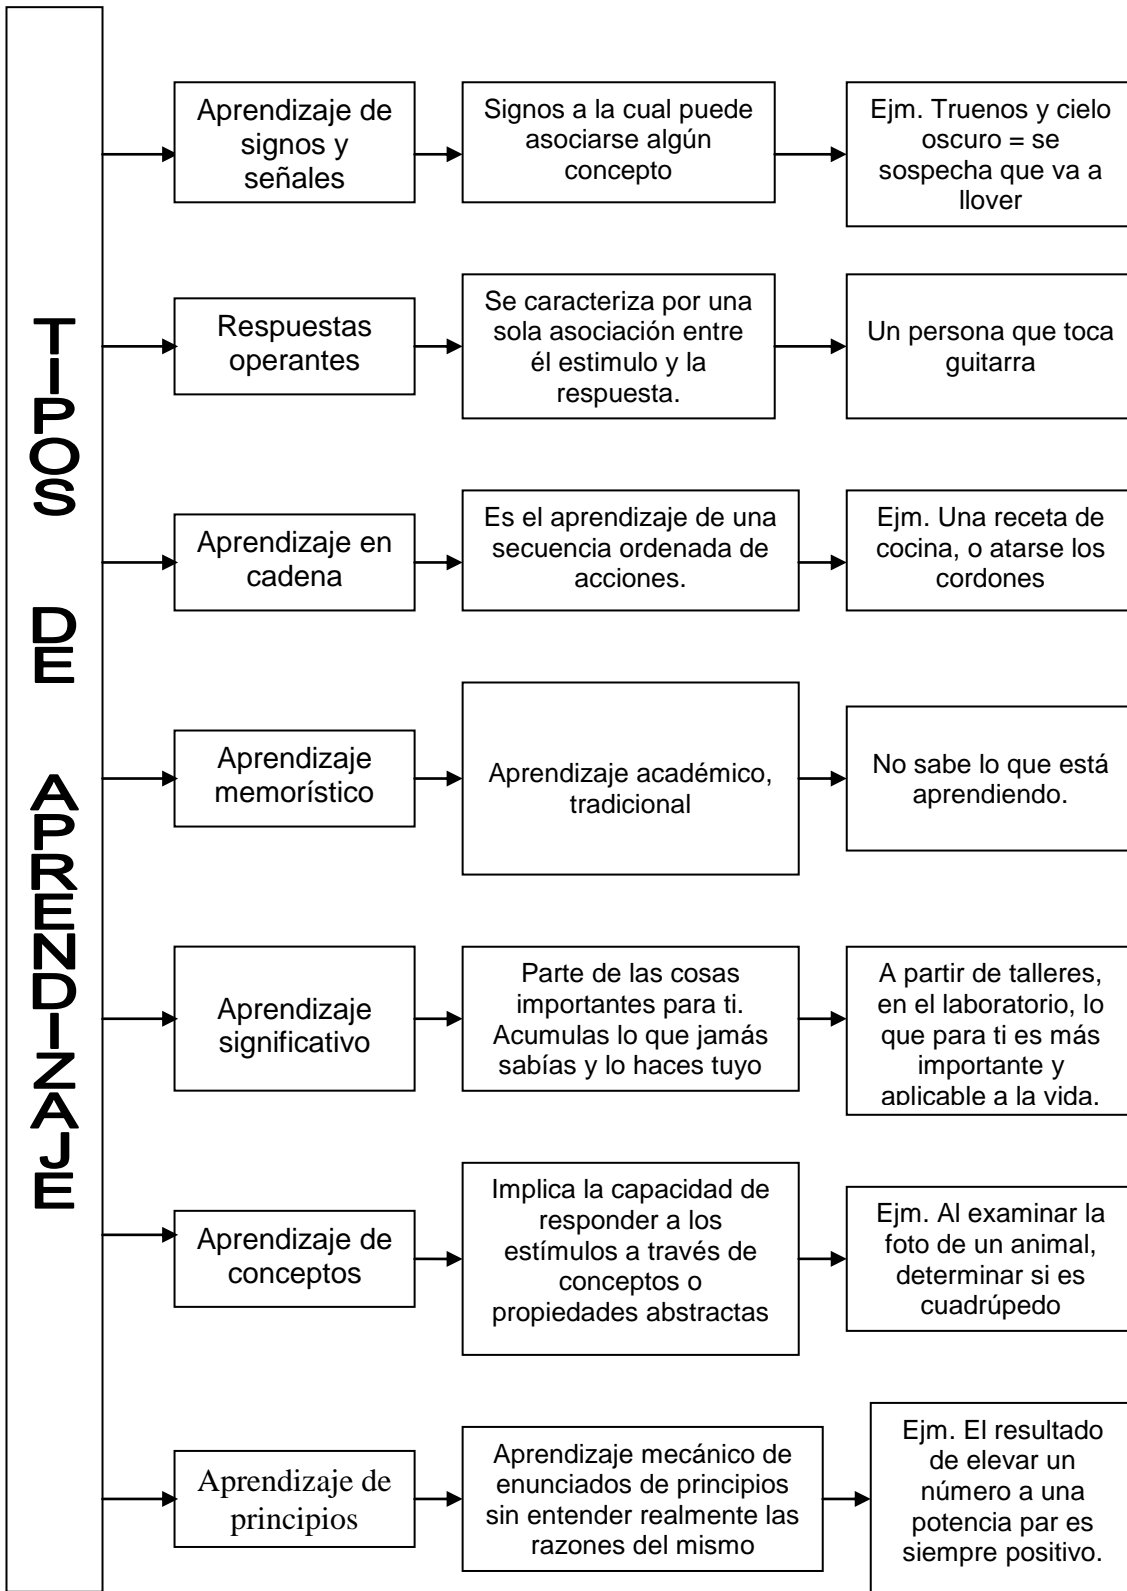 TIPOS DE APRENDIZAJE
Aprendizaje de
signos y
señales
Signos a la cual puede
asociarse algún
concepto
Ejm. Truenos y cielo
oscuro = se
sospecha que va a
llover
Respuestas
operantes
Se caracteriza por una
sola asociación entre
él estimulo y la
respuesta.
Un persona que toca
guitarra
Aprendizaje en
cadena
Es el aprendizaje de una
secuencia ordenada de
acciones.
Ejm. Una receta de
cocina, o atarse los
cordones
Aprendizaje
memorístico
Aprendizaje académico,
tradicional
No sabe lo que está
aprendiendo.
Aprendizaje
significativo
Parte de las cosas
importantes para ti.
Acumulas lo que jamás
sabías y lo haces tuyo
A partir de talleres,
en el laboratorio, lo
que para ti es más
importante y
aplicable a la vida.
Aprendizaje de
conceptos
Implica la capacidad de
responder a los
estímulos a través de
conceptos o
propiedades abstractas
Ejm. Al examinar la
foto de un animal,
determinar si es
cuadrúpedo
Aprendizaje de
principios
Aprendizaje mecánico de
enunciados de principios
sin entender realmente las
razones del mismo
Ejm. El resultado
de elevar un
número a una
potencia par es
siempre positivo.